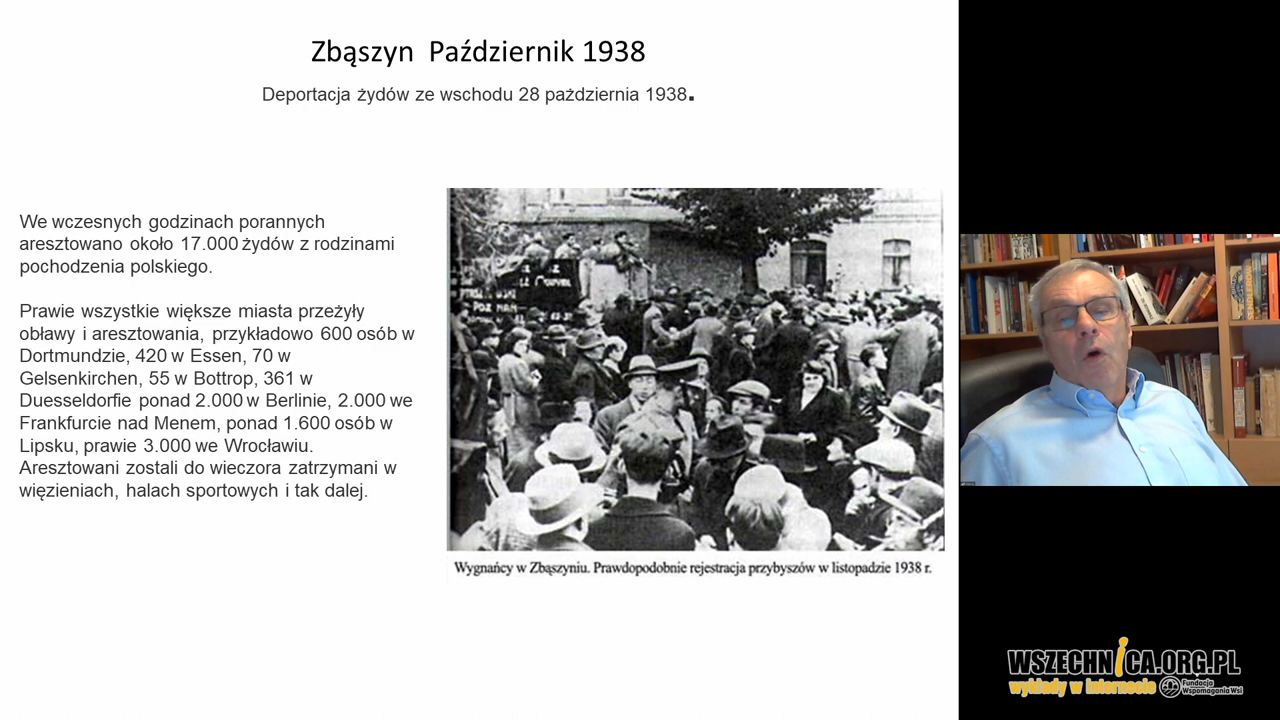 Zbąszyn  Październik 1938
Deportacja żydów ze wschodu 28 pażdziernia 1938.
We wczesnych godzinach porannych
aresztowano około 17.000 żydów z rodzinami
pochodzenia polskiego.
Prawie wszystkie większe miasta przeżyły
obławy i aresztowania, przykładowo 600 osób w
Dortmundzie, 420 w Essen, 70 w
Gelsenkirchen, 55 w Bottrop, 361 w
Duesseldorfie ponad 2.000 w Berlinie, 2.000 we
Frankfurcie nad Menem, ponad 1.600 osób w
Lipsku, prawie 3.000 we Wrocławiu.
Aresztowani zostali do wieczora zatrzymani w
więzieniach, halach sportowych i tak dalej.
Wygnańcy w Zbąszyniu. Prawdopodobnie rejestracja przybyszów w listopadzie 1938 r.
WSZECHNICA.ORG.PL
wykłady w internecie
Fundacja
Wspomagania Wsi